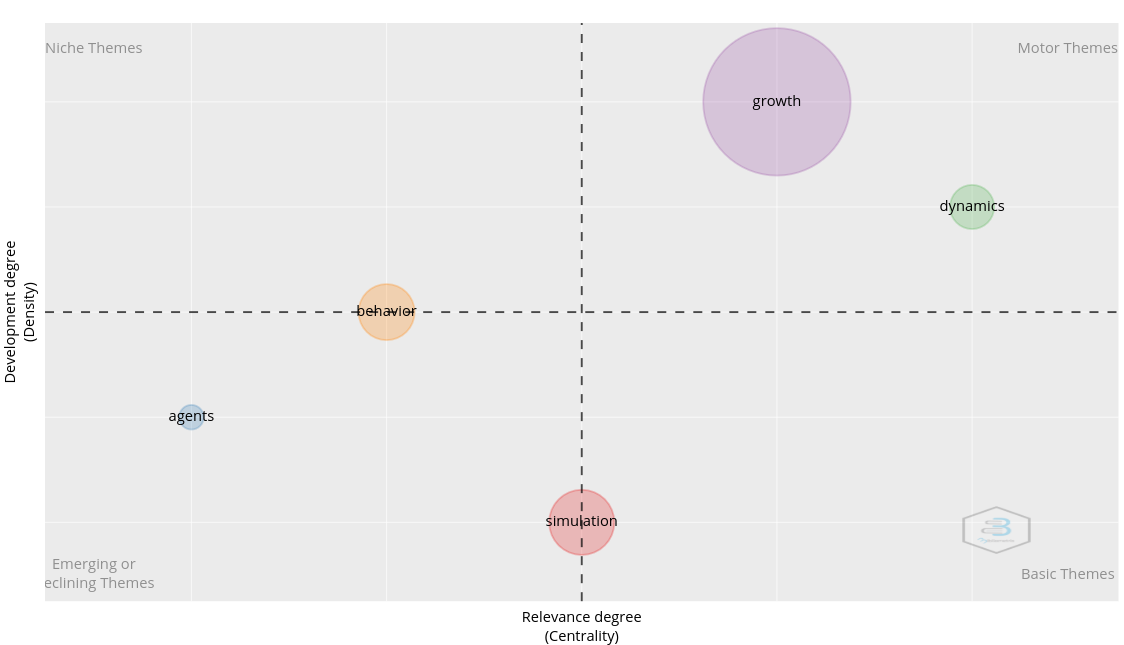 Niche Themes
Motor Themes
growth
dynamics
Development degree
(Density)
behavior
agents
simulation
Emerging or
eclining Themes
Basic Themes
Relevance degree
(Centrality)